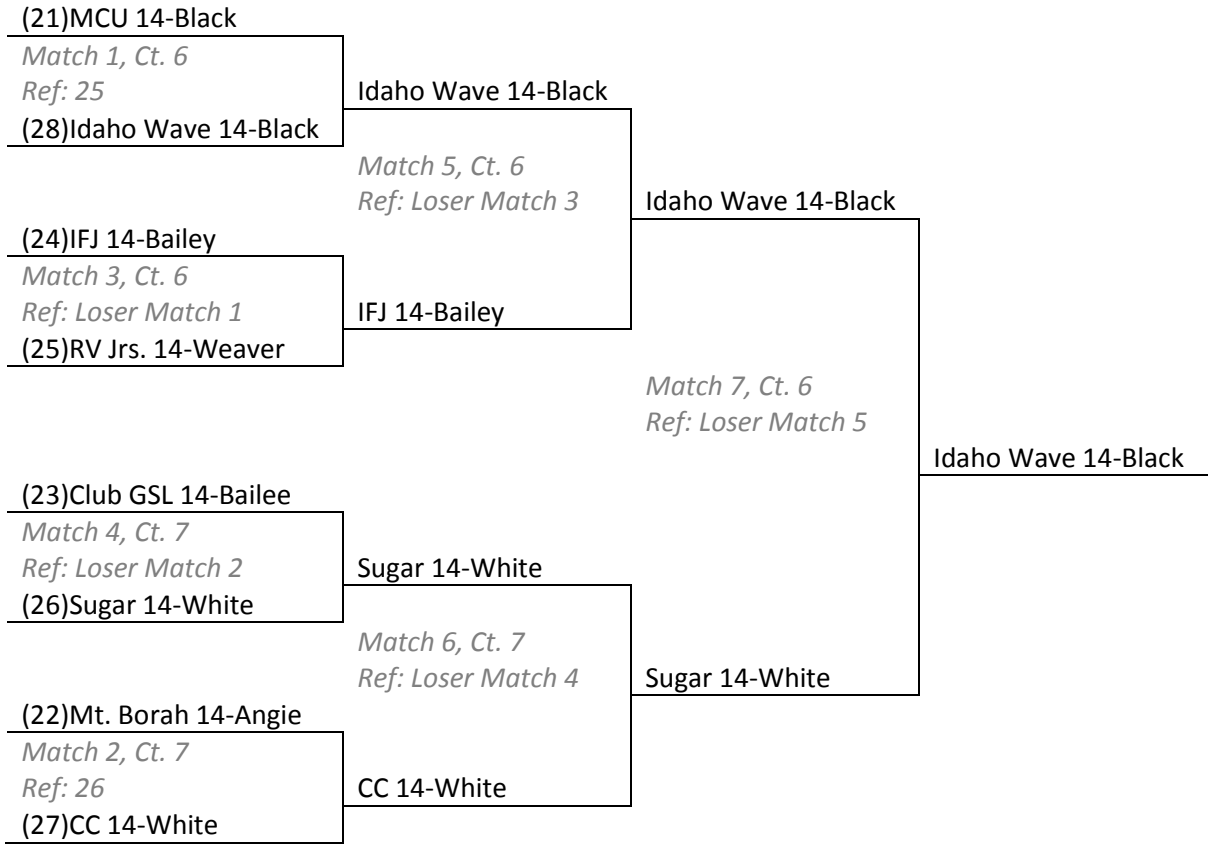 (21)MCU 14-Black
Match 1, Ct. 6
Ref: 25
(28)Idaho Wave 14-Black
Idaho Wave 14-Black
Match 5, Ct. 6
Ref: Loser Match 3
Idaho Wave 14-Black
(24)IFJ 14-Bailey
Match 3, Ct. 6
Ref: Loser Match 1
(25)RV Jrs. 14-Weaver
IFJ 14-Bailey
Match 7, Ct. 6
Ref: Loser Match 5
Idaho Wave 14-Black
(23)Club GSL 14-Bailee
Match 4, Ct. 7
Ref: Loser Match 2
(26)Sugar 14-White
Sugar 14-White
Match 6, Ct. 7
Ref: Loser Match 4
Sugar 14-White
(22)Mt. Borah 14-Angie
Match 2, Ct. 7
Ref: 26
(27)CC 14-White
CC 14-White